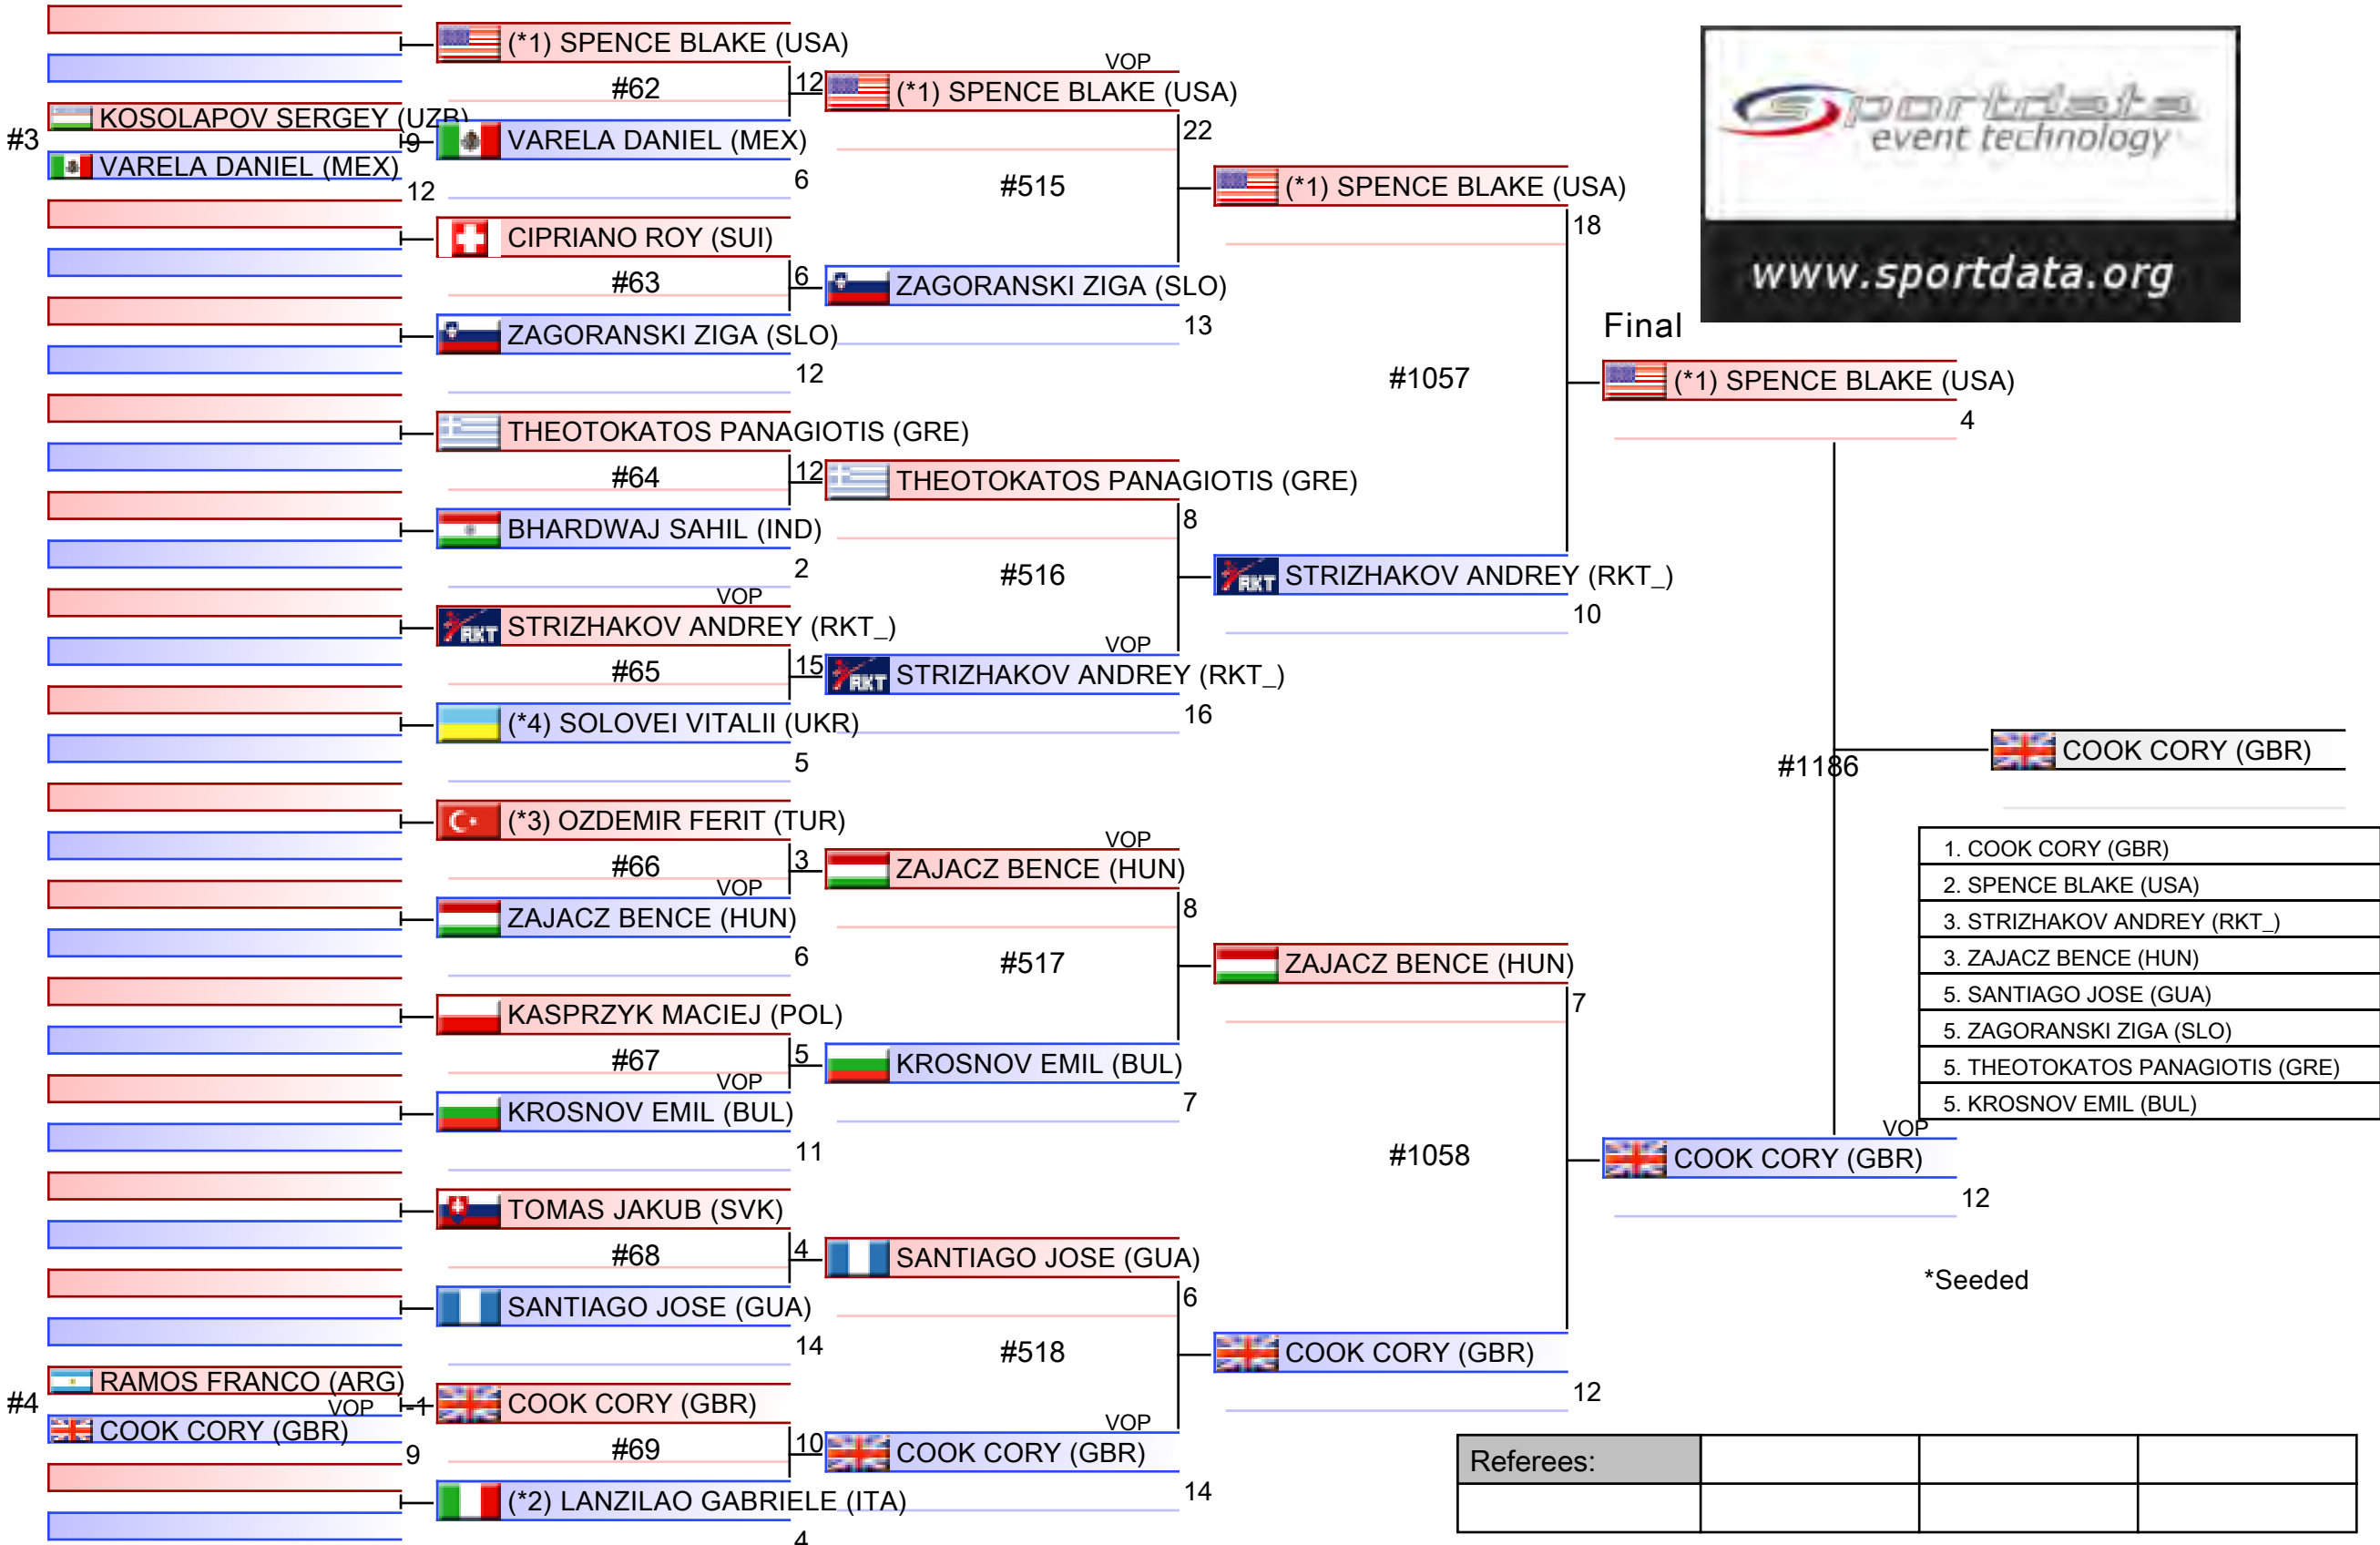 (*1) SPENCE BLAKE (USA)
#62
12
VOP
(*1) SPENCE BLAKE (USA)
22
#3
KOSOLAPOV SERGEY (UZB)
9
VARELA DANIEL (MEX)
12
VARELA DANIEL (MEX)
6
#515
(*1) SPENCE BLAKE (USA)
18
CIPRIANO ROY (SUI)
#63
6
ZAGORANSKI ZIGA (SLO)
13
ZAGORANSKI ZIGA (SLO)
12
sportdata
event technology
www.sportdata.org
Final
#1057
(*1) SPENCE BLAKE (USA)
4
THEOTOKATOS PANAGIOTIS (GRE)
#64
12
THEOTOKATOS PANAGIOTIS (GRE)
8
BHARDWAJ SAHIL (IND)
2
#516
RKT
STRIZHAKOV ANDREY (RKT_)
10
VOP
RKT
STRIZHAKOV ANDREY (RKT_)
#65
15
VOP
RKT
STRIZHAKOV ANDREY (RKT_)
16
(*4) SOLOVEI VITALII (UKR)
5
#1186
COOK CORY (GBR)
(*3) OZDEMIR FERIT (TUR)
#66
3
VOP
ZAJACZ BENCE (HUN)
8
VOP
ZAJACZ BENCE (HUN)
6
#517
ZAJACZ BENCE (HUN)
7
KASPRZYK MACIEJ (POL)
#67
5
KROSNOV EMIL (BUL)
7
VOP
KROSNOV EMIL (BUL)
11
1. COOK CORY (GBR)
2. SPENCE BLAKE (USA)
3. STRIZHAKOV ANDREY (RKT_)
3. ZAJACZ BENCE (HUN)
5. SANTIAGO JOSE (GUA)
5. ZAGORANSKI ZIGA (SLO)
5. THEOTOKATOS PANAGIOTIS (GRE)
5. KROSNOV EMIL (BUL)
#1058
VOP
COOK CORY (GBR)
12
TOMAS JAKUB (SVK)
#68
4
SANTIAGO JOSE (GUA)
6
SANTIAGO JOSE (GUA)
14
#518
COOK CORY (GBR)
12
*Seeded
#4
RAMOS FRANCO (ARG)
-1
VOP
COOK CORY (GBR)
9
COOK CORY (GBR)
#69
10
VOP
COOK CORY (GBR)
14
(*2) LANZILAO GABRIELE (ITA)
4
Referees: